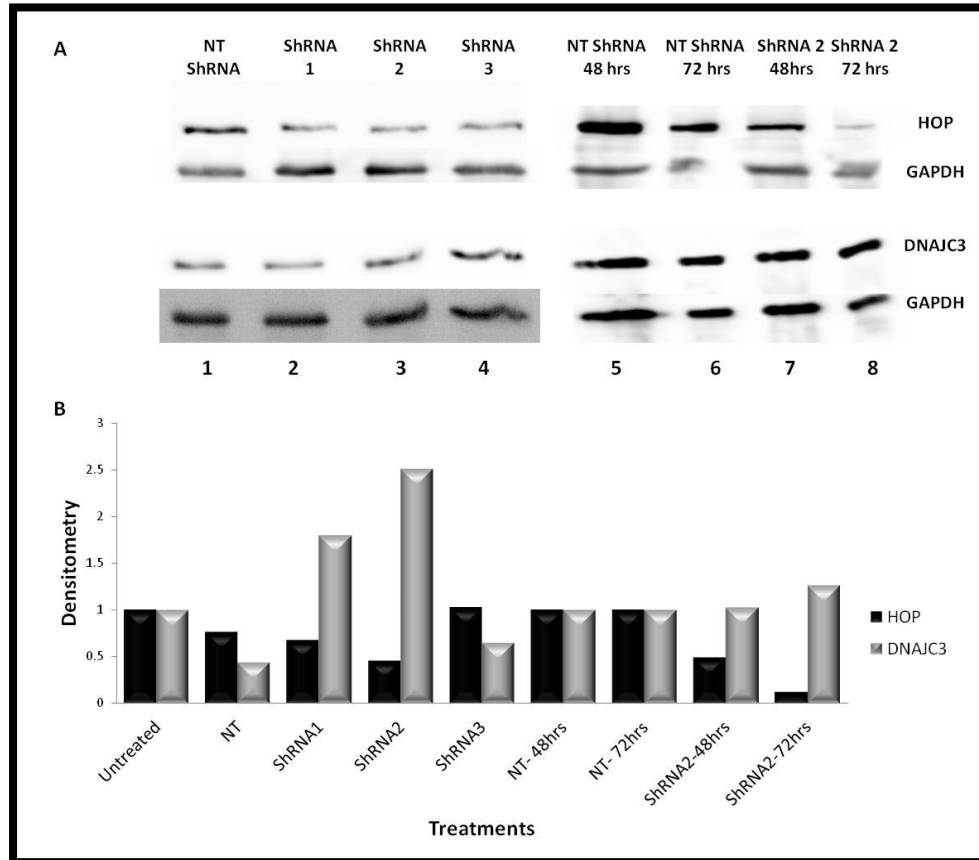 A
NT ShRNA 1 ShRNA 2 ShRNA 3 NT ShRNA NT ShRNA ShRNA 2 ShRNA 2
ShRNA 1 2 3 48 hrs 72 hrs 48hrs 72 hrs
HOP
GAPDH
DNAJC3
GAPDH
1 2 3 4 5 6 7 8
B
3
2.5
2
1.5
1
0.5
0
Densitometry
HOP
DNAJC3
Untreated
NT
ShRNA1
ShRNA2
ShRNA3
NT- 48hrs
NT- 72hrs
ShRNA2-48hrs
ShRNA2-72hrs
Treatments